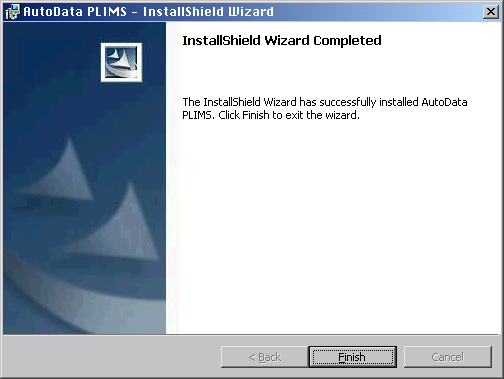 AutoData PLIMS - InstallShield Wizard
InstallShield Wizard Completed
The InstallShield Wizard has successfully installed AutoData
PLIMS. Click Finish to exit the wizard.
< Back Finish Cancel